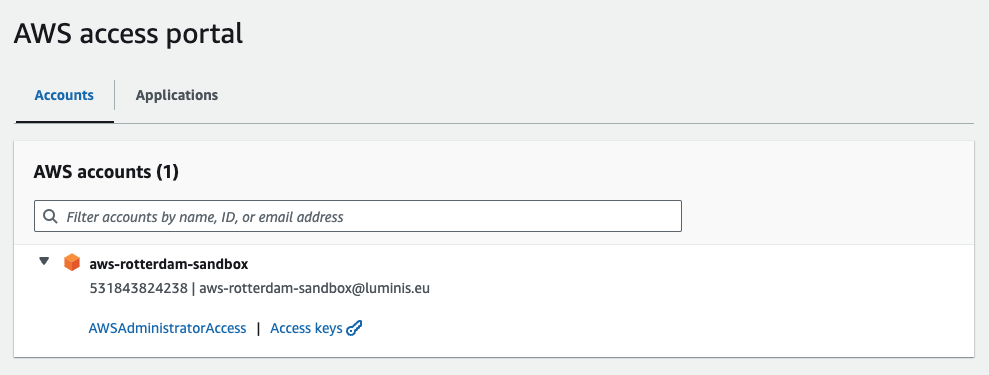 AWS access portal
Accounts
Applications
AWS accounts (1)
Filter accounts by name, ID, or email address
aws-rotterdam-sandbox
531843824238 | aws-rotterdam-sandbox@luminis.eu
AWSAdministratorAccess | Access keys